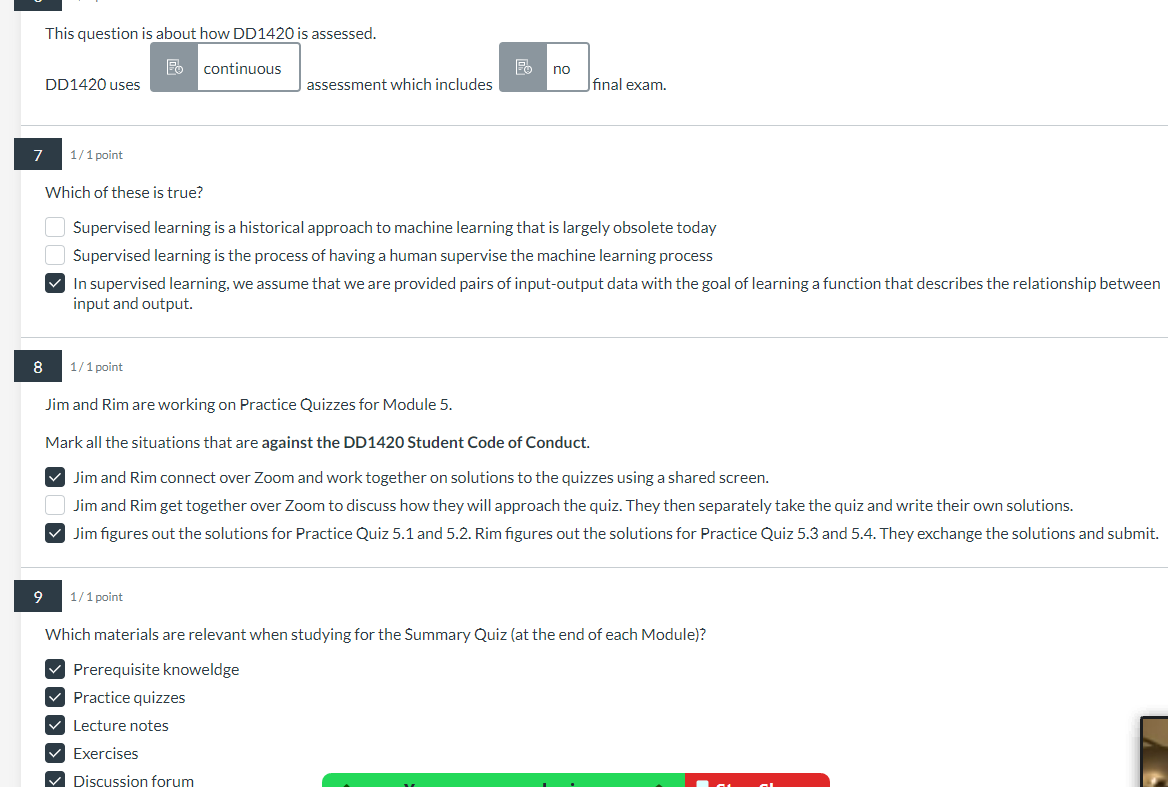 This question is about how DD1420 is assessed.
DD1420 uses continuous assessment which includes no final exam.
7 1 / 1 point
Which of these is true?
Supervised learning is a historical approach to machine learning that is largely obsolete today
Supervised learning is the process of having a human supervise the machine learning process
In supervised learning, we assume that we are provided pairs of input-output data with the goal of learning a function that describes the relationship between
input and output.
8 1 / 1 point
Jim and Rim are working on Practice Quizzes for Module 5.
Mark all the situations that are against the DD1420 Student Code of Conduct.
Jim and Rim connect over Zoom and work together on solutions to the quizzes using a shared screen.
Jim and Rim get together over Zoom to discuss how they will approach the quiz. They then separately take the quiz and write their own solutions.
Jim figures out the solutions for Practice Quiz 5.1 and 5.2. Rim figures out the solutions for Practice Quiz 5.3 and 5.4. They exchange the solutions and submit.
9 1 / 1 point
Which materials are relevant when studying for the Summary Quiz (at the end of each Module)?
Prerequisite knoweldge
Practice quizzes
Lecture notes
Exercises
Discussion forum